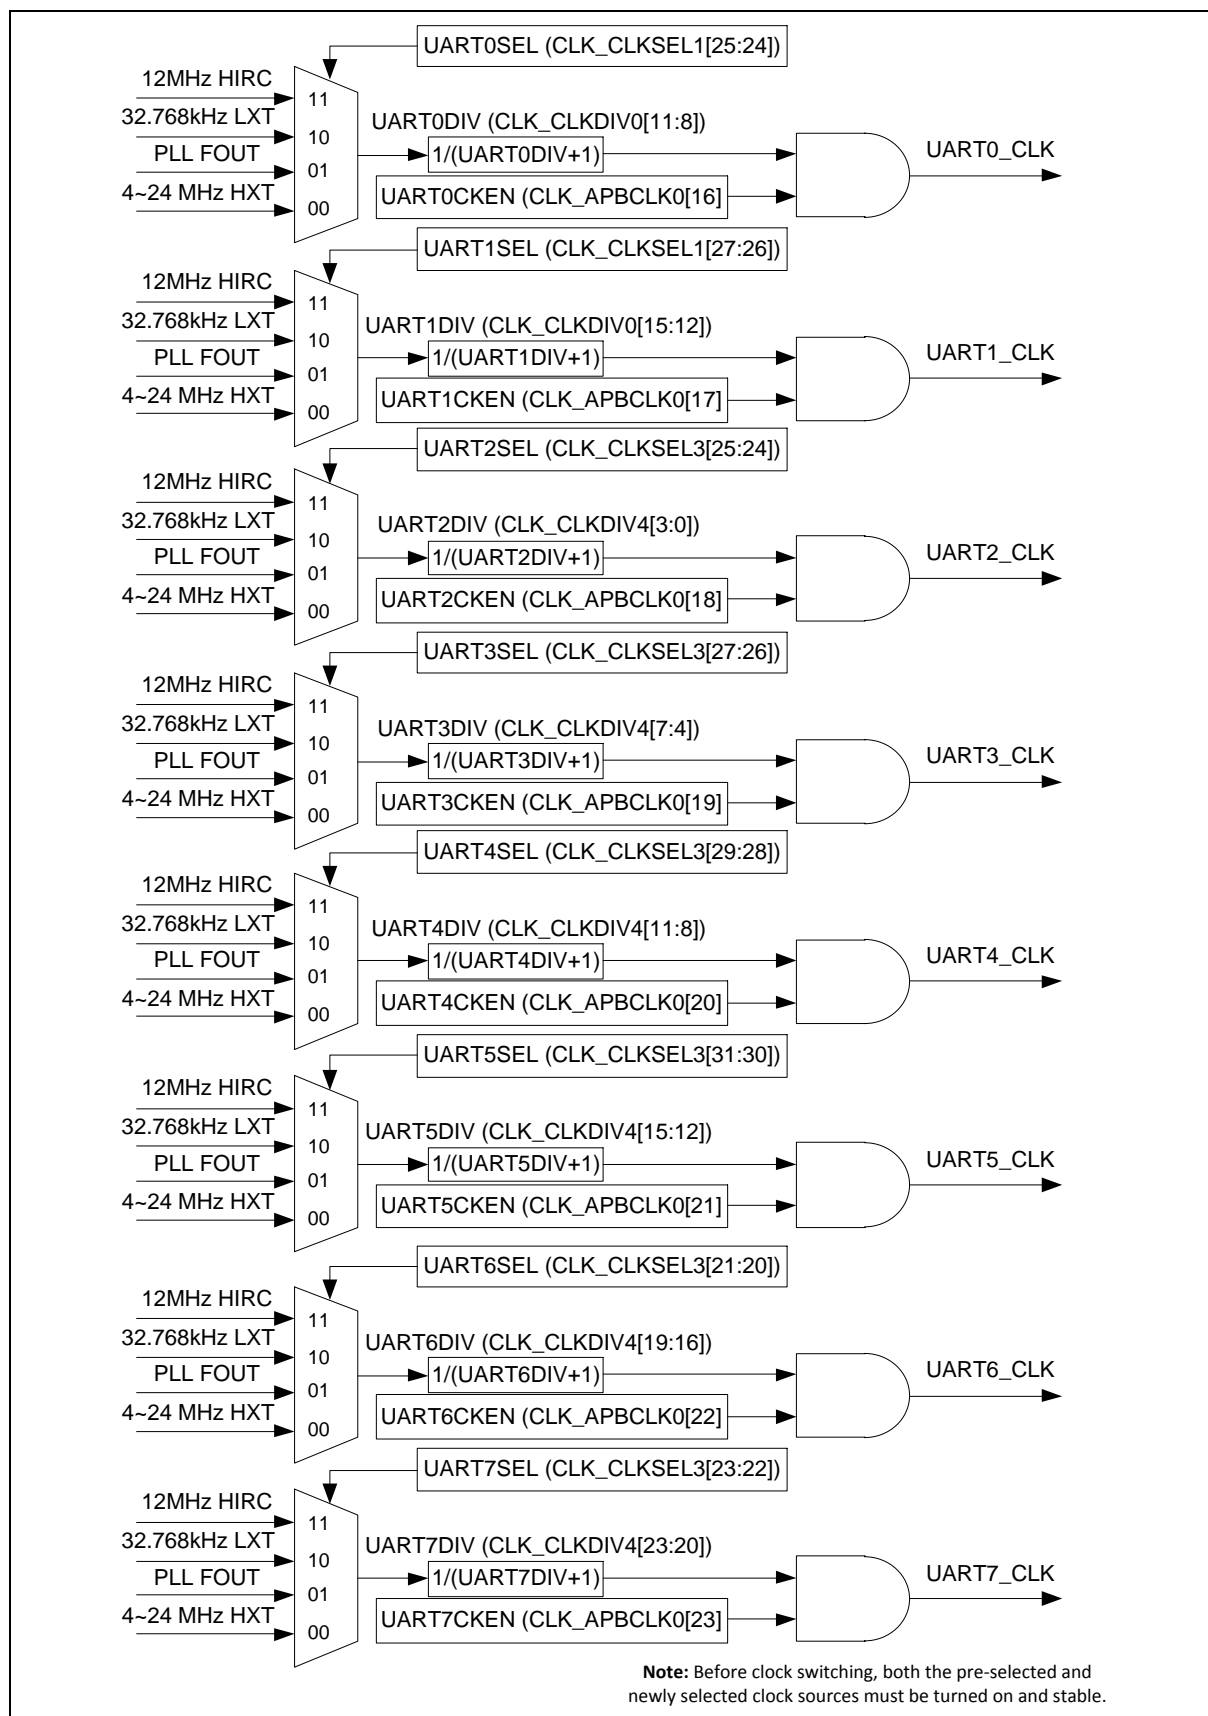 UART0SEL (CLK_CLKSEL1[25:24])
12MHz HIRC
11
32.768kHz LXT
10
UART0DIV (CLK_CLKDIV0[11:8])
PLL FOUT
01
1/(UART0DIV+1)
UART0_CLK
4~24 MHz HXT
00
UART0CKEN (CLK_APBCLK0[16]
UART1SEL (CLK_CLKSEL1[27:26])
12MHz HIRC
11
32.768kHz LXT
10
UART1DIV (CLK_CLKDIV0[15:12])
PLL FOUT
01
1/(UART1DIV+1)
UART1_CLK
4~24 MHz HXT
00
UART1CKEN (CLK_APBCLK0[17]
UART2SEL (CLK_CLKSEL3[25:24])
12MHz HIRC
11
32.768kHz LXT
10
UART2DIV (CLK_CLKDIV4[3:0])
PLL FOUT
01
1/(UART2DIV+1)
UART2_CLK
4~24 MHz HXT
00
UART2CKEN (CLK_APBCLK0[18]
UART3SEL (CLK_CLKSEL3[27:26])
12MHz HIRC
11
32.768kHz LXT
10
UART3DIV (CLK_CLKDIV4[7:4])
PLL FOUT
01
1/(UART3DIV+1)
UART3_CLK
4~24 MHz HXT
00
UART3CKEN (CLK_APBCLK0[19]
UART4SEL (CLK_CLKSEL3[29:28])
12MHz HIRC
11
32.768kHz LXT
10
UART4DIV (CLK_CLKDIV4[11:8])
PLL FOUT
01
1/(UART4DIV+1)
UART4_CLK
4~24 MHz HXT
00
UART4CKEN (CLK_APBCLK0[20]
UART5SEL (CLK_CLKSEL3[31:30])
12MHz HIRC
11
32.768kHz LXT
10
UART5DIV (CLK_CLKDIV4[15:12])
PLL FOUT
01
1/(UART5DIV+1)
UART5_CLK
4~24 MHz HXT
00
UART5CKEN (CLK_APBCLK0[21]
UART6SEL (CLK_CLKSEL3[21:20])
12MHz HIRC
11
32.768kHz LXT
10
UART6DIV (CLK_CLKDIV4[19:16])
PLL FOUT
01
1/(UART6DIV+1)
UART6_CLK
4~24 MHz HXT
00
UART6CKEN (CLK_APBCLK0[22]
UART7SEL (CLK_CLKSEL3[23:22])
12MHz HIRC
11
32.768kHz LXT
10
UART7DIV (CLK_CLKDIV4[23:20])
PLL FOUT
01
1/(UART7DIV+1)
UART7_CLK
4~24 MHz HXT
00
UART7CKEN (CLK_APBCLK0[23]
Note: Before clock switching, both the pre-selected and
newly selected clock sources must be turned on and stable.